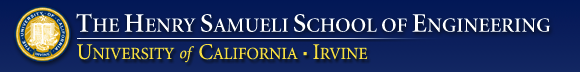 THE HENRY SAMUELI SCHOOL OF ENGINEERING
UNIVERSITY of CALIFORNIA • IRVINE